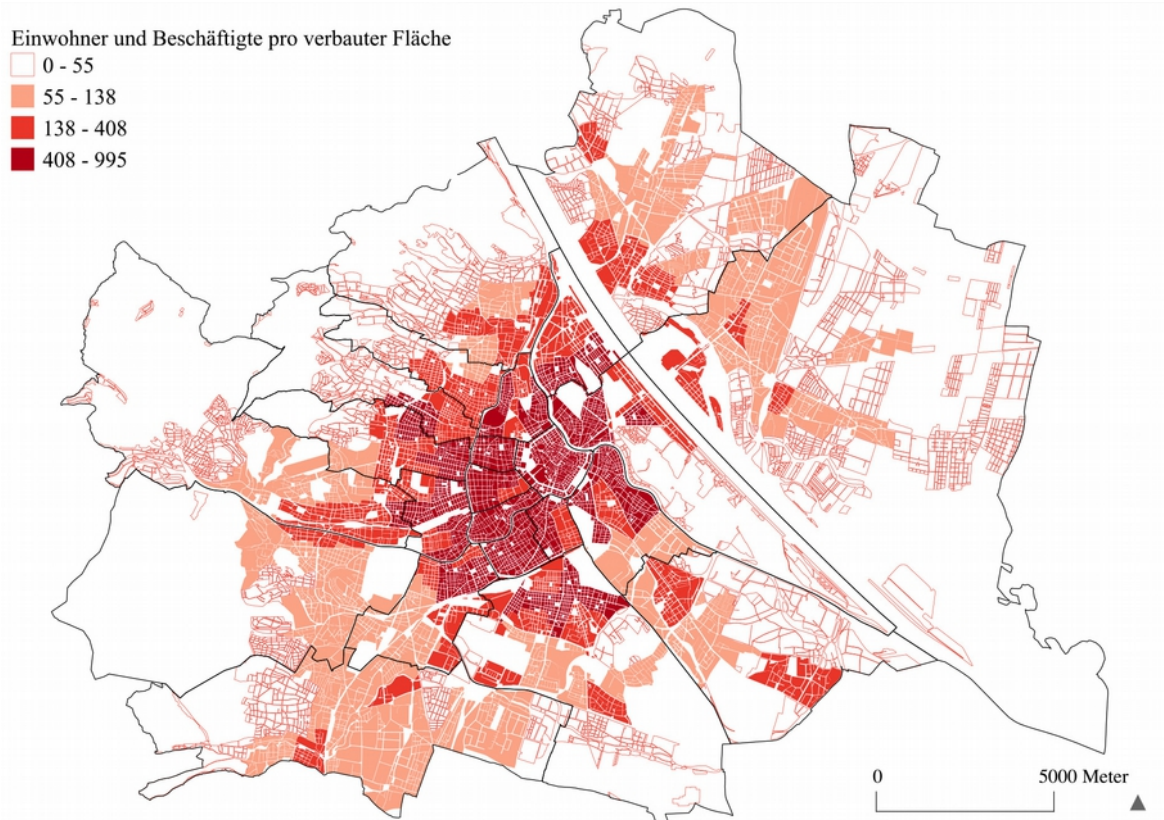 Einwohner und Beschäftigte pro verbauter Fläche
0 - 55
55 - 138
138 - 408
408 - 995
0 5000 Meter